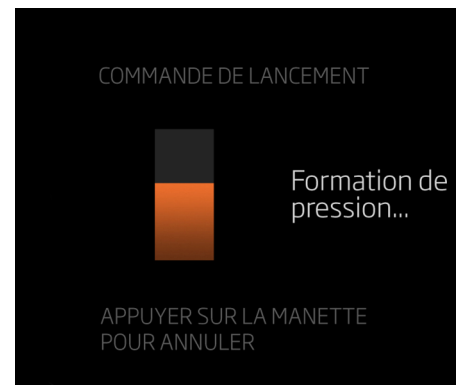 COMMANDE DE LANCEMENT
Formation de
pression...
APPUYER SUR LA MANETTE
POUR ANNULER